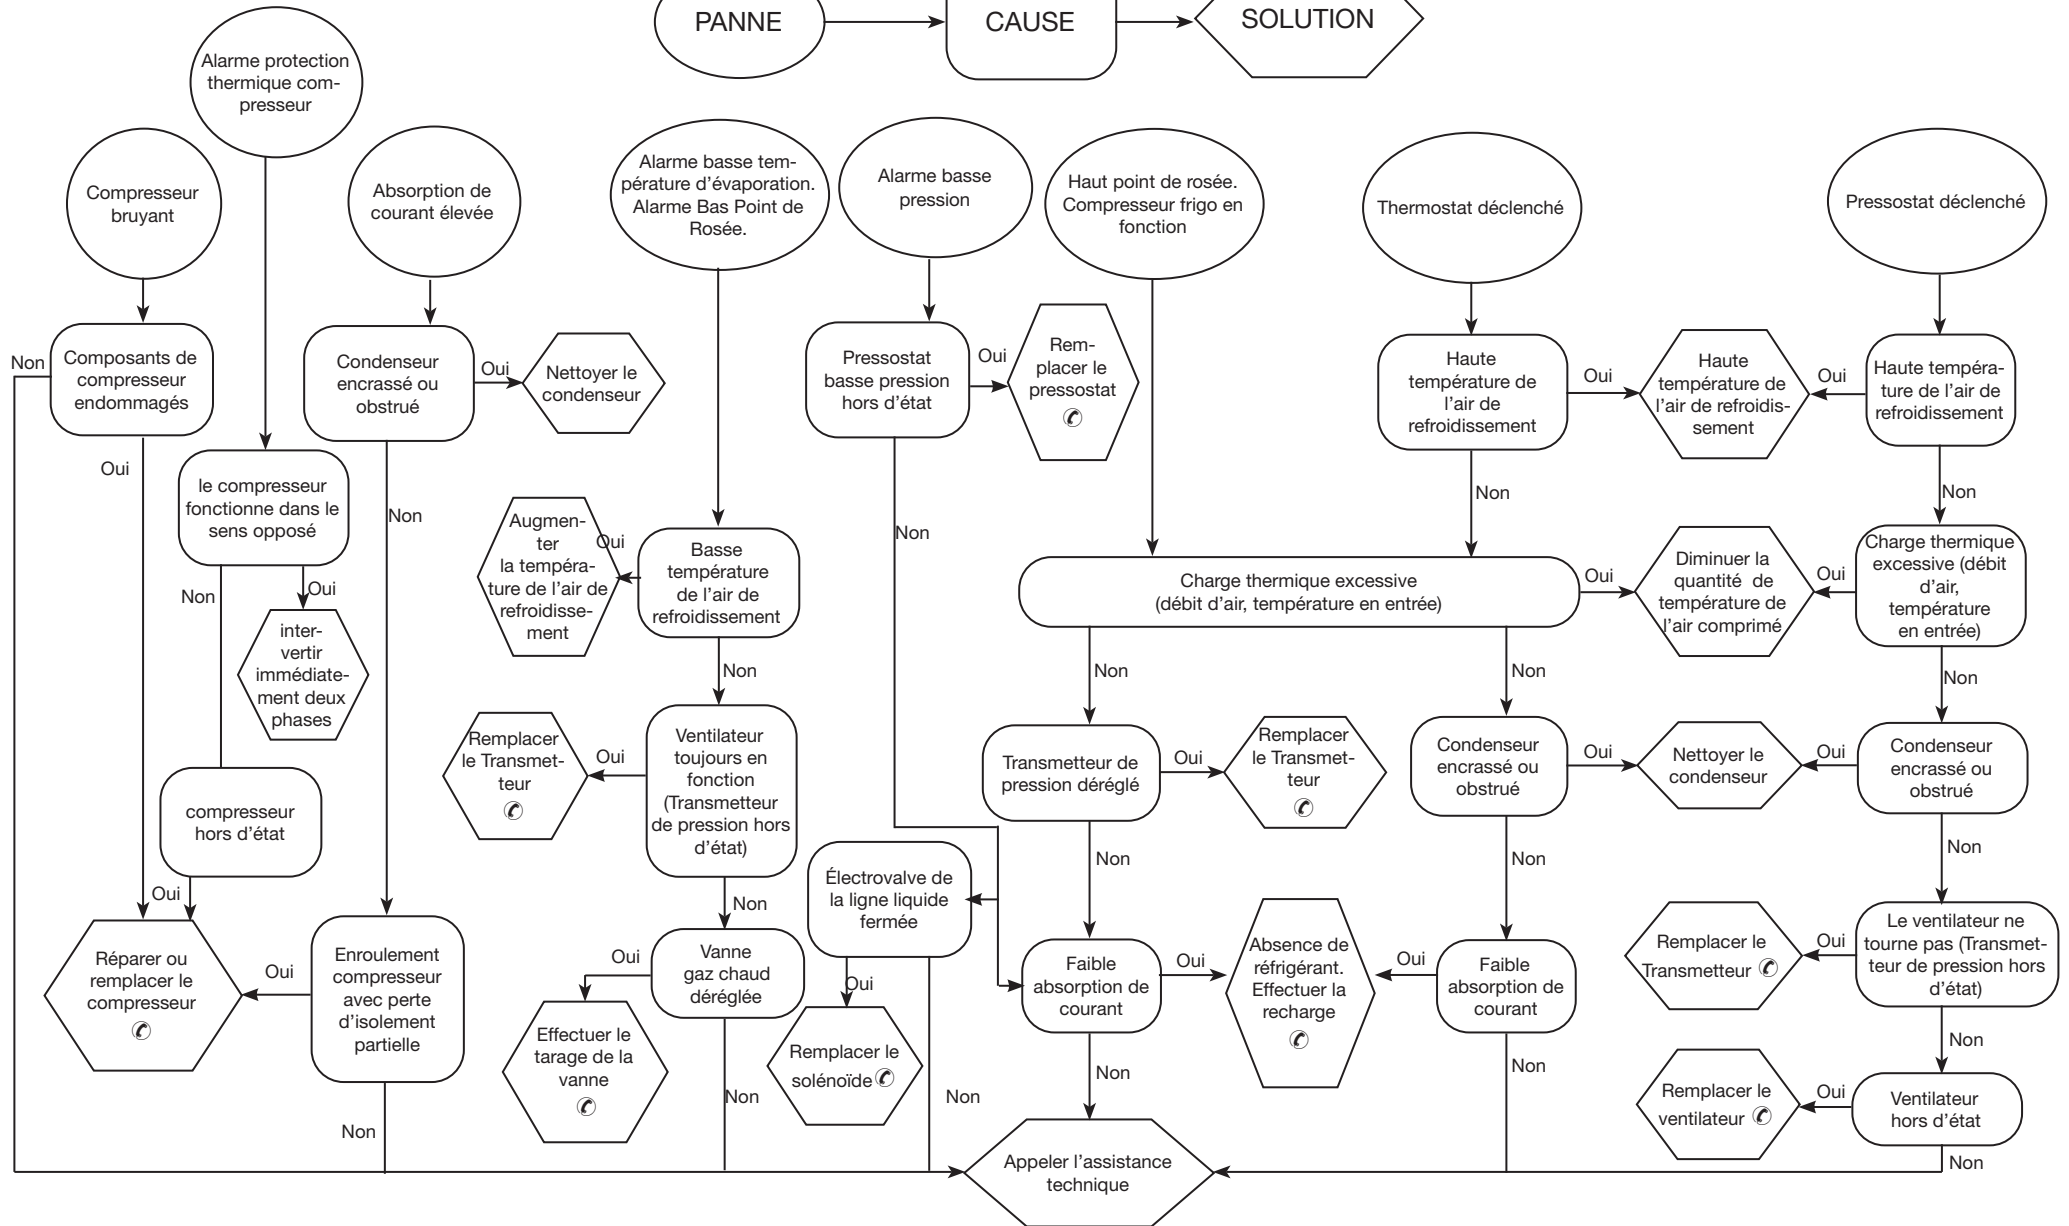 PANNE
CAUSE
SOLUTION
Alarme protection
thermique com-
presseur
Compresseur
bruyant
Absorption de
courant élevée
Alarme basse tem-
pérature d'évaporation.
Alarme Bas Point de
Rosée.
Alarme basse
pression
Haut point de rosée.
Compresseur frigo en
fonction
Thermostat déclenché
Pressostat déclenché
Non
Composants de
compresseur
endommagés
Oui
Condenseur
encrassé ou
obstrué
Oui
Nettoyer le
condenseur
Non
Pressostat
basse pression
hors d'état
Oui
Rem-
placer le
pressostat
Non
Haute
température de
l'air de
refroidissement
Oui
Haute
température de
l'air de refroidis-
sement
Oui
Haute tempéra-
ture de l'air de
refroidissement
Non
Non
le compresseur
fonctionne dans le
sens opposé
Non
Oui
inter-
vertir
immédiate-
ment deux
phases
Augmen-
ter
la tempéra-
ture de l'air de
refroidisse-
ment
Oui
Basse
température
de l'air de
refroidissement
Non
Charge thermique excessive
(débit d'air, température en entrée)
Oui
Diminuer la
quantité de
température de
l'air comprimé
Oui
Charge thermique
excessive (débit
d'air,
température
en entrée)
Non
Non
Non
Remplacer
le Transmet-
teur
Oui
Ventilateur
toujours en
fonction
(Transmetteur
de pression hors
d'état)
Non
Transmetteur de
pression déréglé
Oui
Remplacer
le Transmet-
teur
Non
Condenseur
encrassé ou
obstrué
Oui
Nettoyer le
condenseur
Oui
Condenseur
encrassé ou
obstrué
Non
Non
compresseur
hors d'état
Oui
Réparer ou
remplacer le
compresseur
Oui
Enroulement
compresseur
avec perte
d'isolement
partielle
Non
Oui
Vanne
gaz chaud
déréglée
Effectuer le
tarage de la
vanne
Non
Électrovalve de
la ligne liquide
fermée
Oui
Remplacer le
solénoïde
Non
Faible
absorption de
courant
Oui
Absence de
réfrigérant.
Effectuer la
recharge
Oui
Faible
absorption de
courant
Non
Non
Remplacer le
Transmetteur
Oui
Le ventilateur ne
tourne pas (Transmet-
teur de pression hors
d'état)
Non
Remplacer le
ventilateur
Oui
Ventilateur
hors d'état
Non
Appeler l'assistance
technique